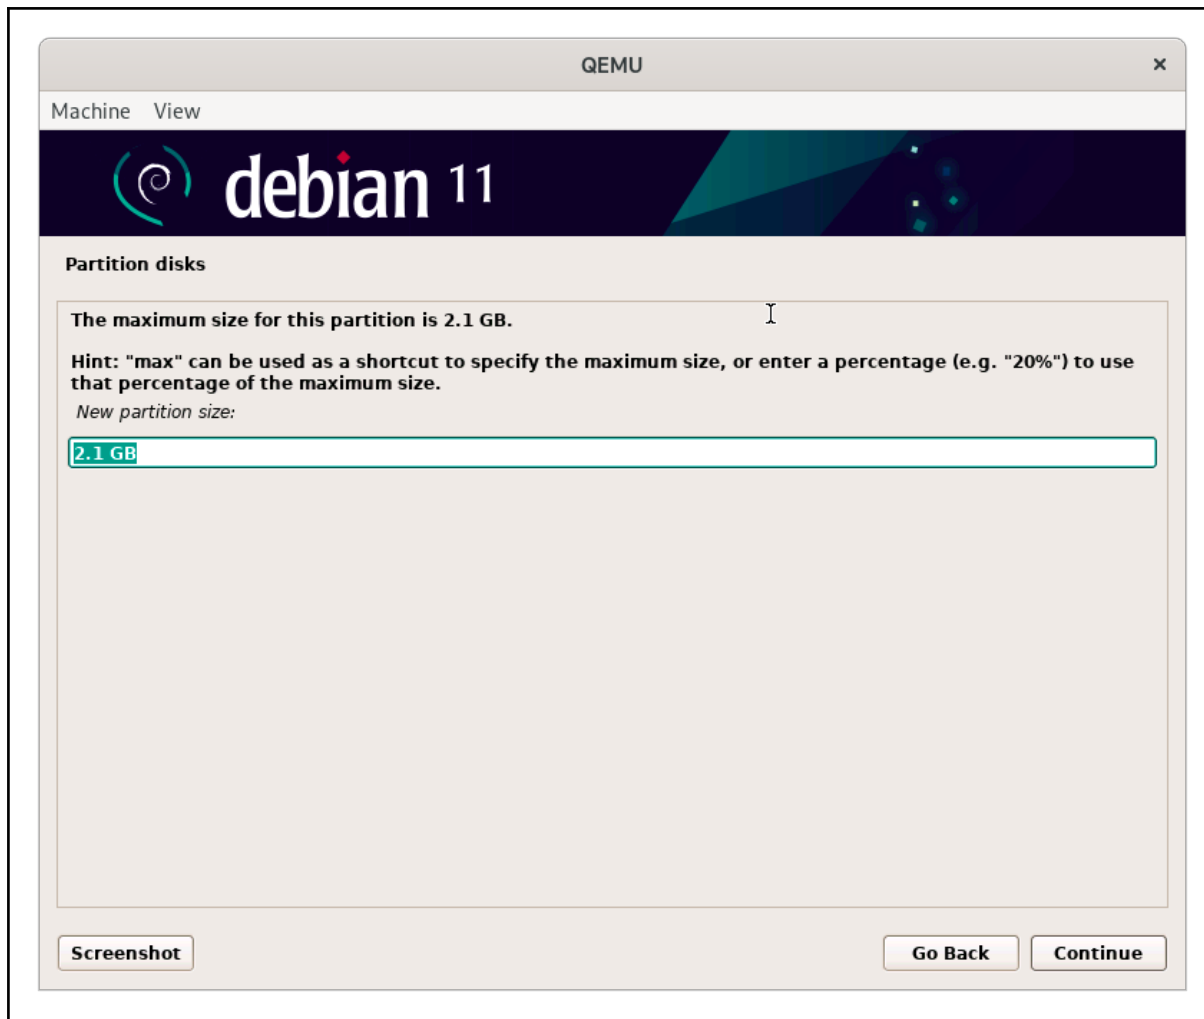 QEMU
Machine View
debian 11
Partition disks
The maximum size for this partition is 2.1 GB.
Hint: "max" can be used as a shortcut to specify the maximum size, or enter a percentage (e.g. "20%") to use
that percentage of the maximum size.
New partition size:
2.1 GB
Screenshot Go Back Continue